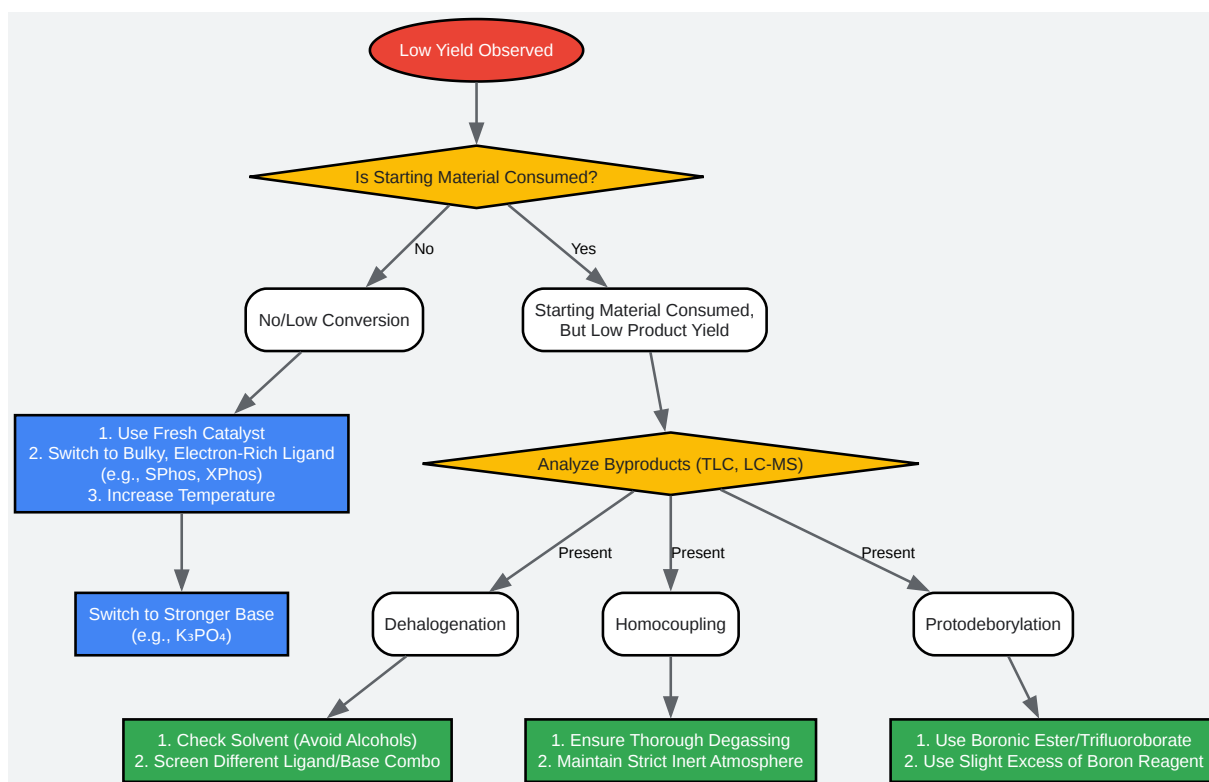 Low Yield Observed
Is Starting Material Consumed?
No
Yes
No/Low Conversion
Starting Material Consumed,
But Low Product Yield
1. Use Fresh Catalyst
2. Switch to Bulky, Electron-Rich Ligand
(e.g., SPhos, XPhos)
3. Increase Temperature
Analyze Byproducts (TLC, LC-MS)
Present
Present
Present
Switch to Stronger Base
(e.g., K₃PO₄)
Dehalogenation
Homocoupling
Protodeborylation
1. Check Solvent (Avoid Alcohols)
2. Screen Different Ligand/Base Combo
1. Ensure Thorough Degassing
2. Maintain Strict Inert Atmosphere
1. Use Boronic Ester/Trifluoroborate
2. Use Slight Excess of Boron Reagent